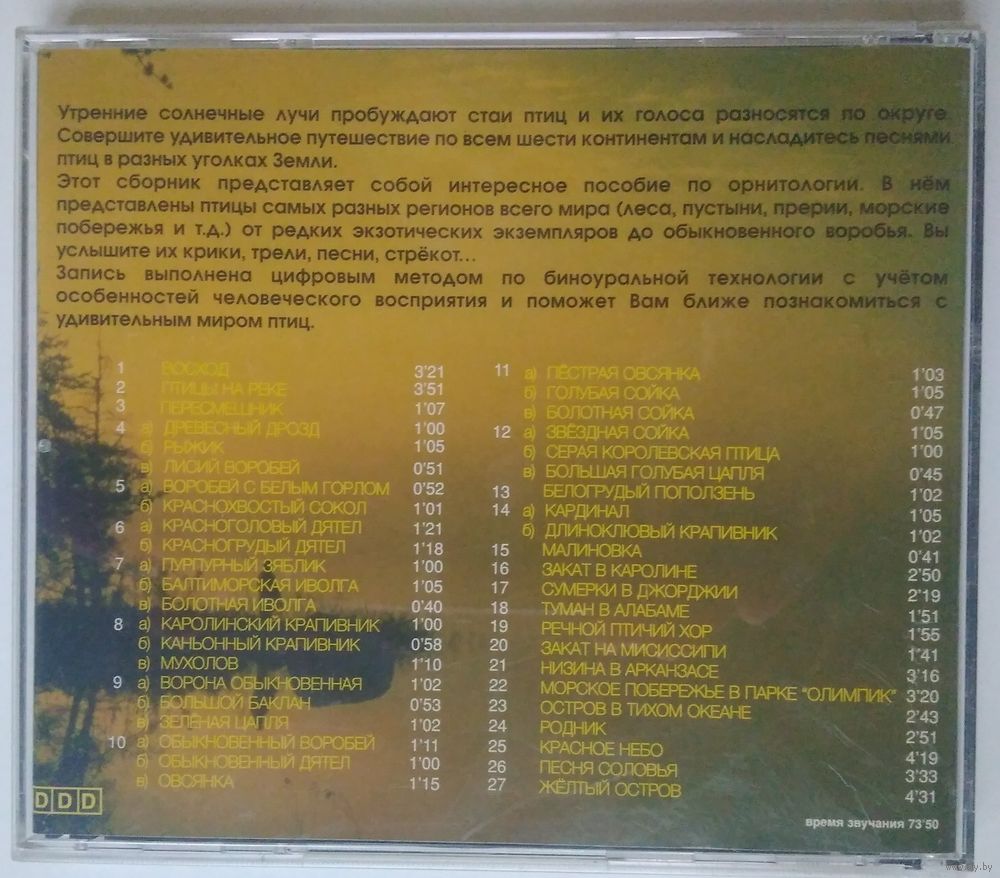 Утренние солнечные лучи пробуждают стаи птиц и их голоса разносятся по округе.
Совершите удивительное путешествие по всем шести континентам и насладитесь песнями
птиц в разных уголках Земли.
Этот сборник представляет собой интересное пособие по орнитологии. В нём
представлены птицы самых разных регионов всего мира (леса, пустыни, прерии, морские
побережья и т.д.) от редких экзотических экземпляров до обыкновенного воробья. Вы
услышите их крики, трели, песни, стрёкот...
Запись выполнена цифровым методом по биноуральной технологии с учётом
особенностей человеческого восприятия и поможет Вам ближе познакомиться с
удивительным миром птиц.
1 ВОСХОД 3'21
2 ПТИЦЫ НА РЕКЕ 3'51
3 ПЕРЕСМЕШНИК 1'07
4 а) ДРЕВЕСНЫЙ ДРОЗД 1'00
б) РЫЖИК 1'05
в) ЛИСИЙ ВОРОБЕЙ 0'51
5 а) ВОРОБЕЙ С БЕЛЫМ ГОРЛОМ 0'52
б) КРАСНОХВОСТЫЙ СОКОЛ 1'01
6 а) КРАСНОГОЛОВЫЙ ДЯТЕЛ 1'21
б) КРАСНОГРУДЫЙ ДЯТЕЛ 1'18
7 а) ПУРПУРНЫЙ ЗЯБЛИК 1'00
б) БАЛТИМОРСКАЯ ИВОЛГА 1'05
в) БОЛОТНАЯ ИВОЛГА 0'40
8 а) КАРОЛИНСКИЙ КРАПИВНИК 1'00
б) КАНЬОННЫЙ КРАПИВНИК 0'58
в) МУХОЛОВ 1'10
9 а) ВОРОНА ОБЫКНОВЕННАЯ 1'02
б) БОЛЬШОЙ БАКЛАН 0'53
в) ЗЕЛЁНАЯ ЦАПЛЯ 1'02
10 а) ОБЫКНОВЕННЫЙ ВОРОБЕЙ 1'11
б) ОБЫКНОВЕННЫЙ ДЯТЕЛ 1'00
в) ОВСЯНКА 1'15
11 а) ПЁСТРАЯ ОВСЯНКА 1'03
б) ГОЛУБАЯ СОЙКА 1'05
в) БОЛОТНАЯ СОЙКА 0'47
12 а) ЗВЁЗДНАЯ СОЙКА 1'05
б) СЕРАЯ КОРОЛЕВСКАЯ ПТИЦА 1'00
в) БОЛЬШАЯ ГОЛУБАЯ ЦАПЛЯ 0'45
13 БЕЛОГРУДЫЙ ПОПОЛЗЕНЬ 1'02
14 а) КАРДИНАЛ 1'05
б) ДЛИНОКЛЮВЫЙ КРАПИВНИК 1'02
15 МАЛИНОВКА 0'41
16 ЗАКАТ В КАРОЛИНЕ 2'50
17 СУМЕРКИ В ДЖОРДЖИИ 2'19
18 ТУМАН В АЛАБАМЕ 1'51
19 РЕЧНОЙ ПТИЧИЙ ХОР 1'55
20 ЗАКАТ НА МИСИССИПИ 1'41
21 НИЗИНА В АРКАНЗАСЕ 3'16
22 МОРСКОЕ ПОБЕРЕЖЬЕ В ПАРКЕ "ОЛИМПИК" 3'20
23 ОСТРОВ В ТИХОМ ОКЕАНЕ 2'43
24 РОДНИК 2'51
25 КРАСНОЕ НЕБО 4'19
26 ПЕСНЯ СОЛОВЬЯ 3'33
27 ЖЁЛТЫЙ ОСТРОВ 4'31
DDD
время звучания 73'50